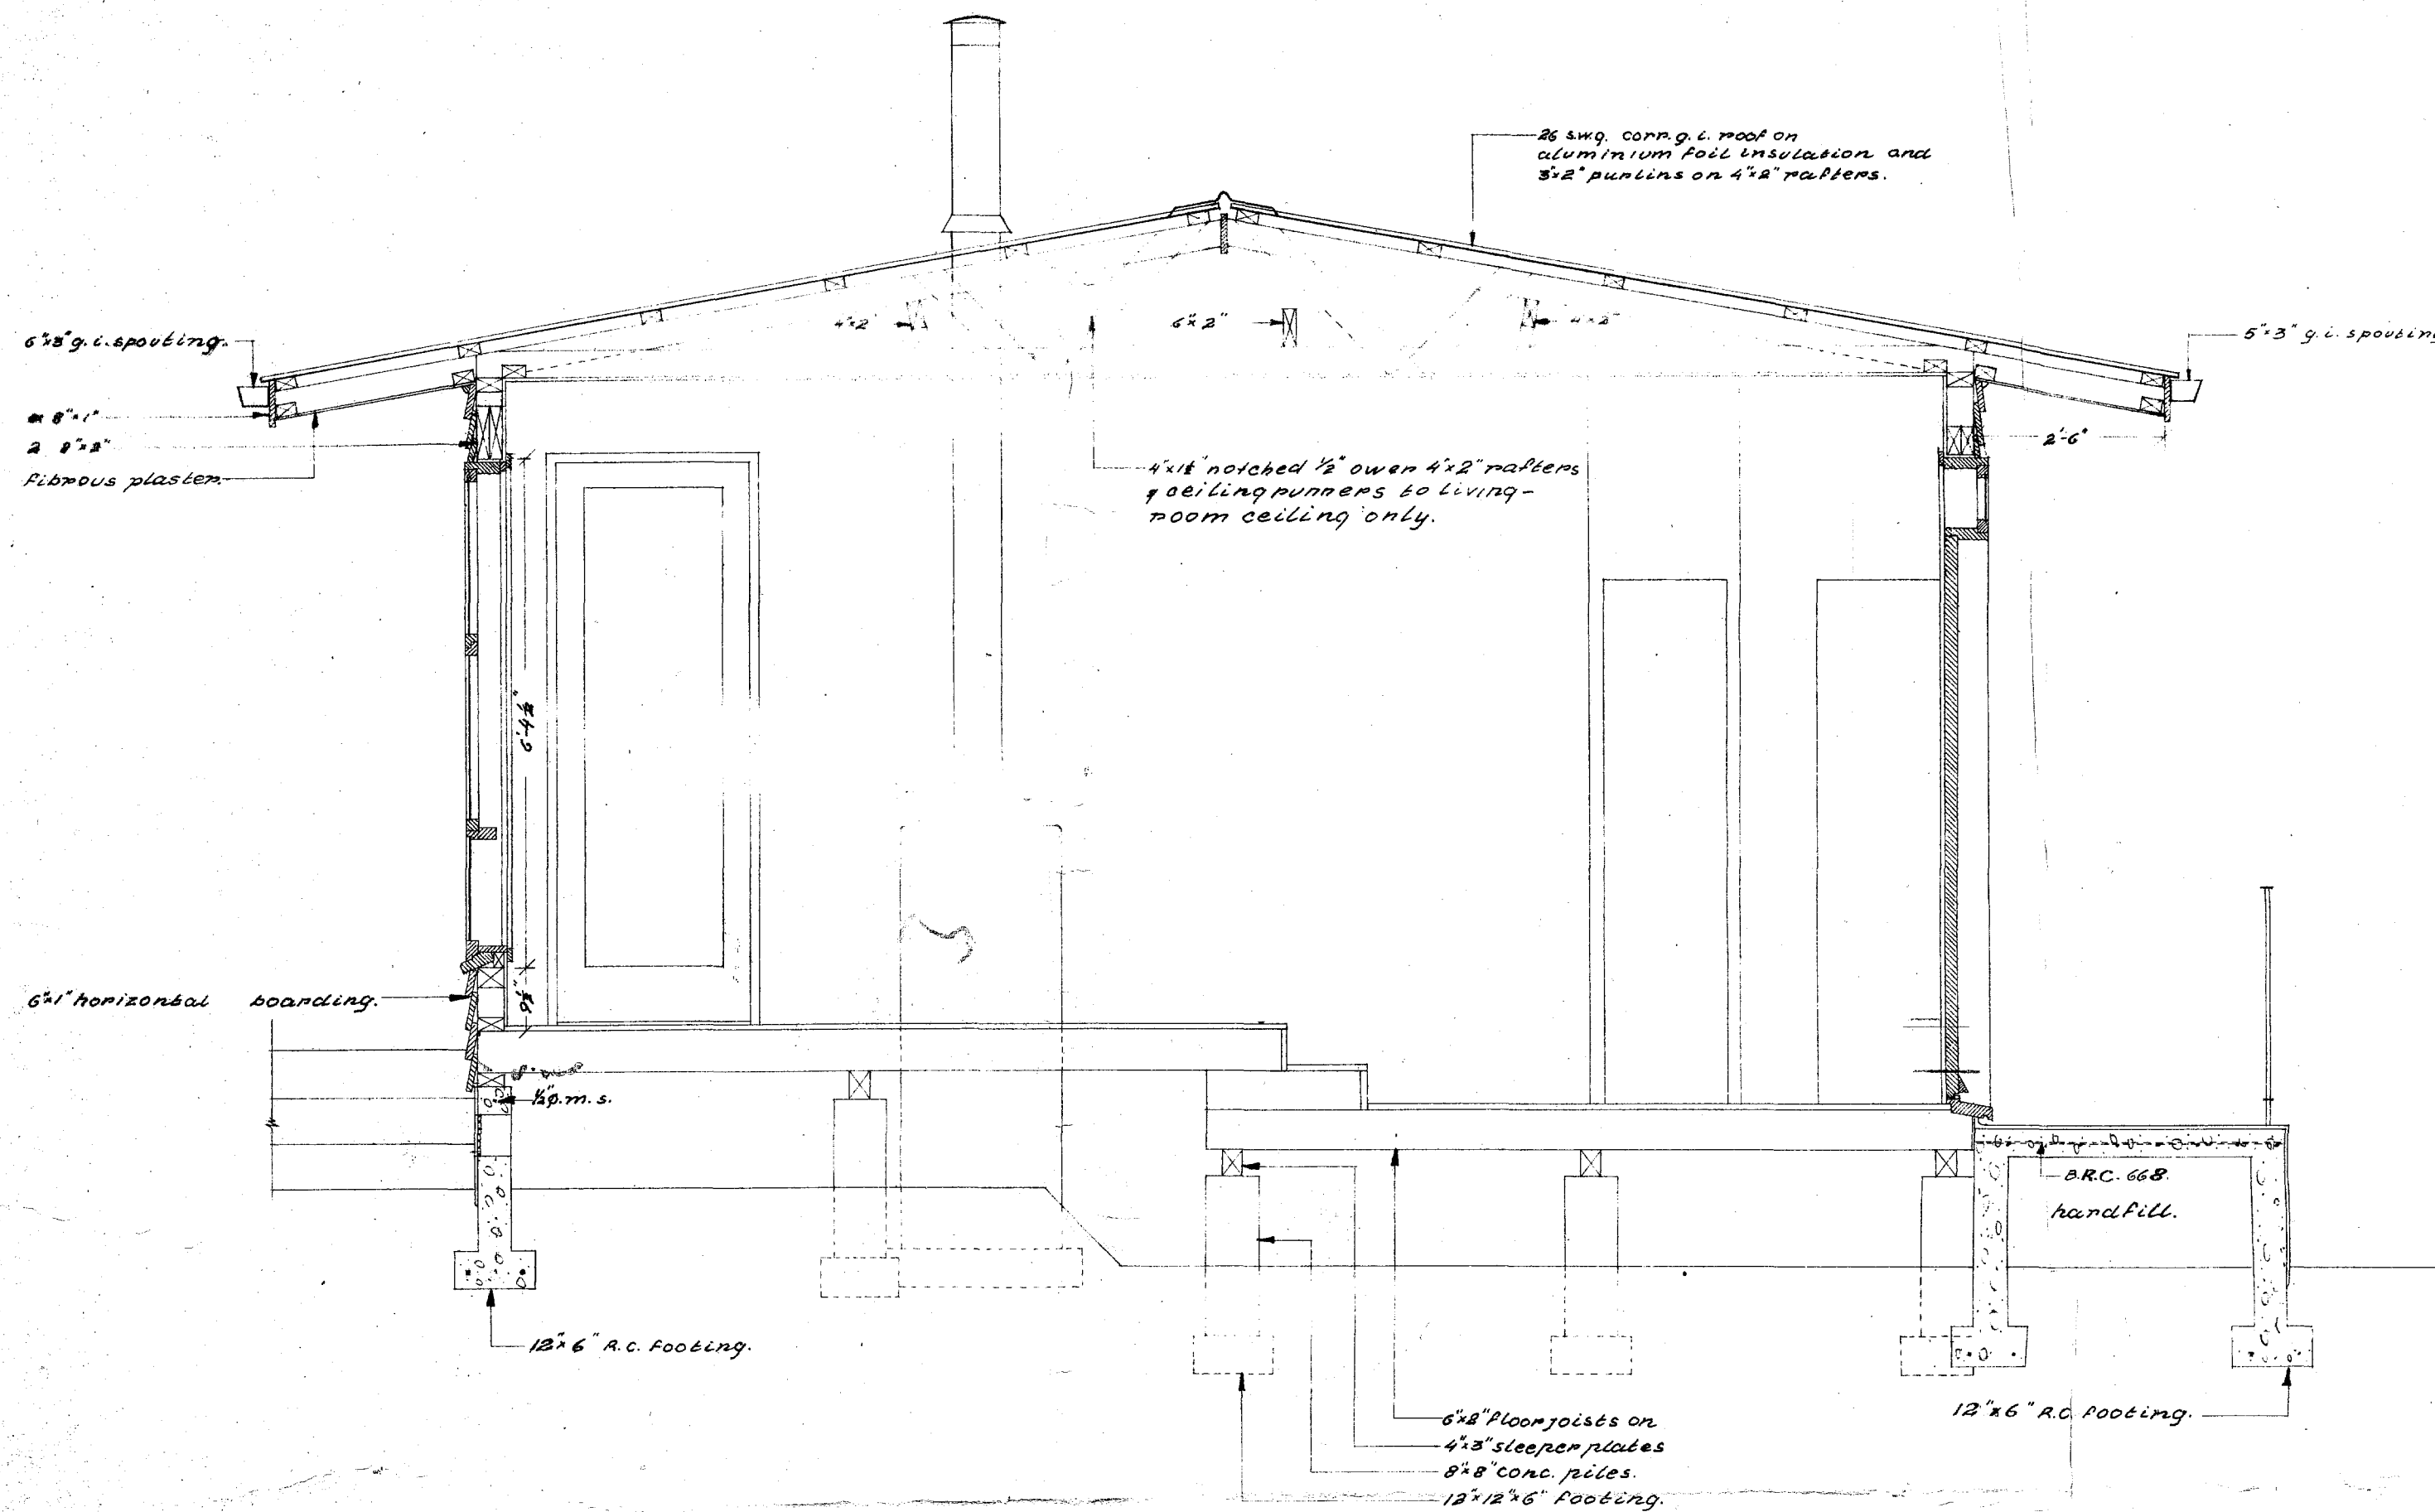 26 s.w.g. corr. g. i. roof on
aluminium foil insulation and
3"x2" purlins on 4"x2" rafters.
4"x2"
6"x2"
4"x2"
6"x3" g. i. spouting.
5"x3" g. i. spouting
8"x1"
2
fibrous plaster.
2'-6"
4"x1½" notched ½" ower 4"x2" rafters
ceiling runners to living-
room ceiling only.
6'-4½"
6"x1" horizontal boarding.
9½"
½"ø.m.s.
B.R.C. 668.
hardfill.
12"x6" R.C. footing.
12"x6" R.C. footing.
6"x2" floor joists on
4"x3" sleeper plates
8"x8" conc. piles.
12"x12"x6" footing.